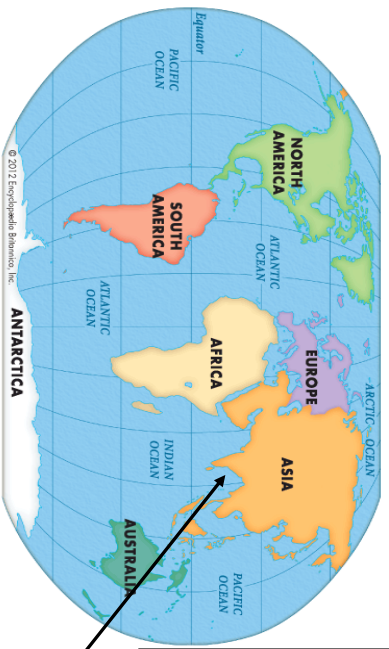 ARCTIC OCEAN
NORTH
AMERICA
EUROPE
ASIA
ATLANTIC
OCEAN
PACIFIC
OCEAN
AFRICA
PACIFIC
OCEAN
Equator
SOUTH
AMERICA
INDIAN
OCEAN
AUSTRALIA
ATLANTIC
OCEAN
ANTARCTICA
© 2012 Encyclopædia Britannica, Inc.